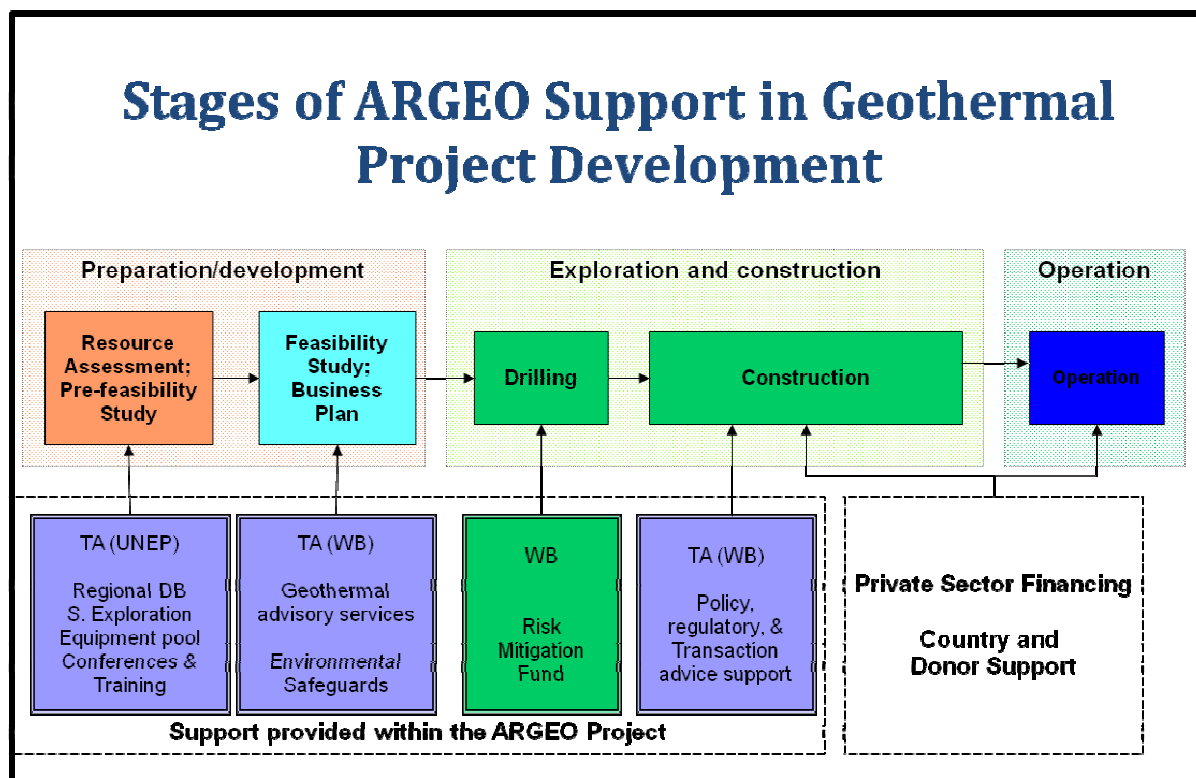 Stages of ARGEO Support in Geothermal
Project Development
Preparation/development
Exploration and construction
Operation
Resource
Assessment;
Pre-feasibility
Study
Feasibility
Study;
Business
Plan
Drilling
Construction
Operation
TA (UNEP)
Regional DB
S. Exploration
Equipment pool
Conferences &
Training
TA (WB)
Geothermal
advisory services
Environmental
Safeguards
WB
Risk
Mitigation
Fund
TA (WB)
Policy,
regulatory, &
Transaction
advice support
Private Sector Financing
Country and
Donor Support
Support provided within the ARGEO Project